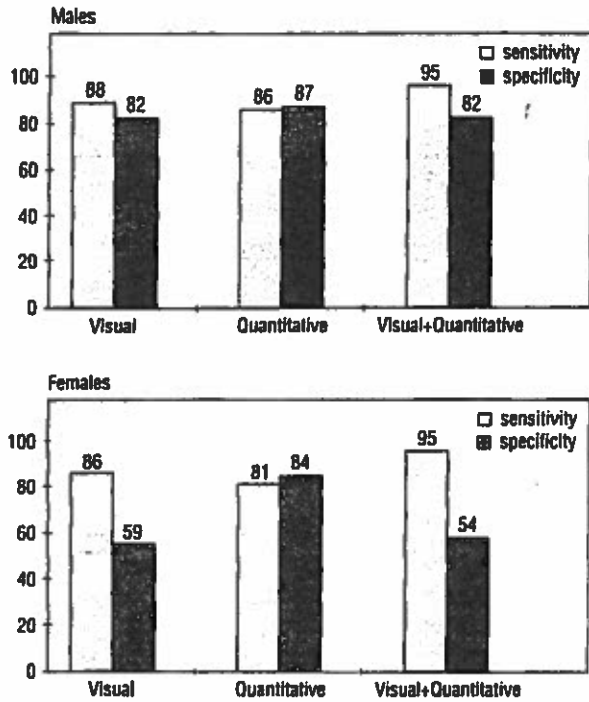 Males
sensitivity
specificity
100
80
60
40
20
0
88
82
86
87
95
82
Visual
Quantitative
Visual+Quantitative
Females
sensitivity
specificity
100
80
60
40
20
0
86
59
81
84
95
54
Visual
Quantitative
Visual+Quantitative